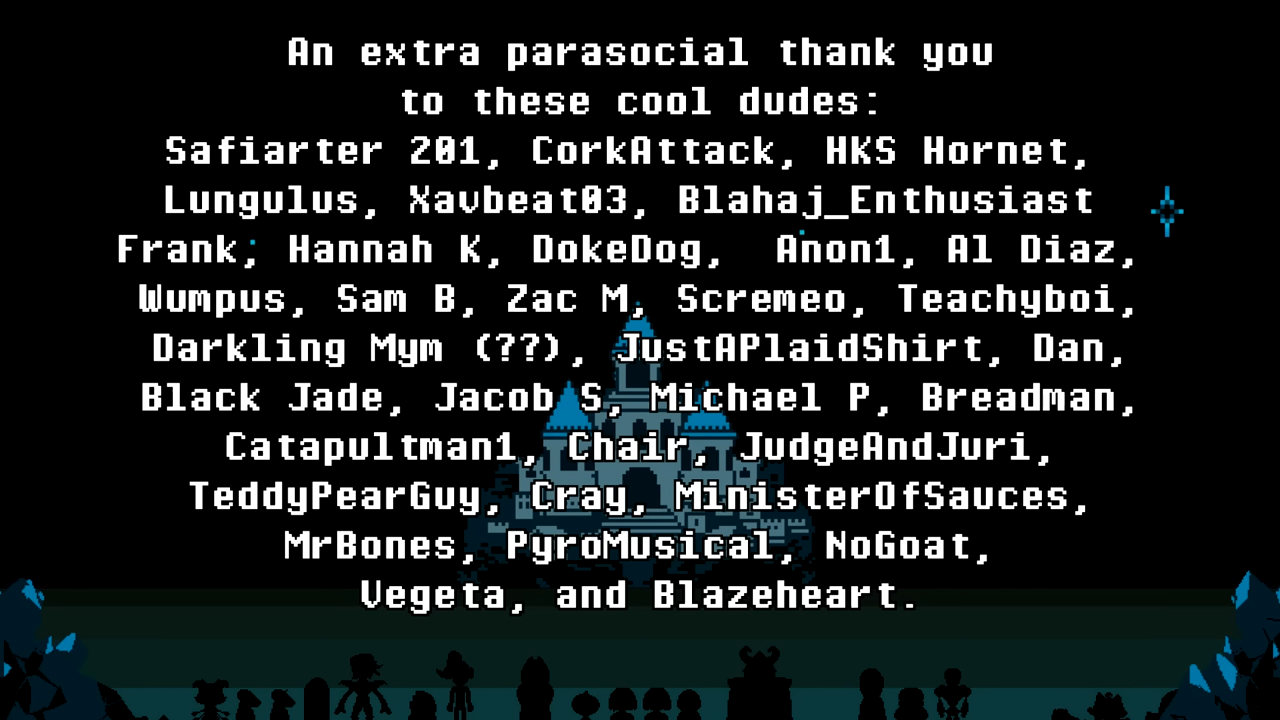 An extra parasocial thank you
to these cool dudes:
Safiarter 201, CorkAttack, HKS Hornet,
Lungulus, Xavbeat03, Blahaj_Enthusiast
Frank; Hannah K, DokeDog, Anon1, Al Diaz,
Wumpus, Sam B, Zac M, Scremeo, Teachyboi,
Darkling Mym (??), JustAPlaidShirt, Dan,
Black Jade, Jacob S, Michael P, Breadman,
Catapultman1, Chair, JudgeAndJuri,
TeddyPearGuy, Cray, MinisterOfSauces,
MrBones, PyroMusical, NoGoat,
Vegeta, and Blazeheart.